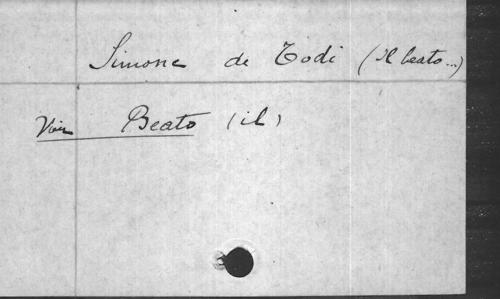 Simone de Todi (il beato...)
Voir Beato (il)